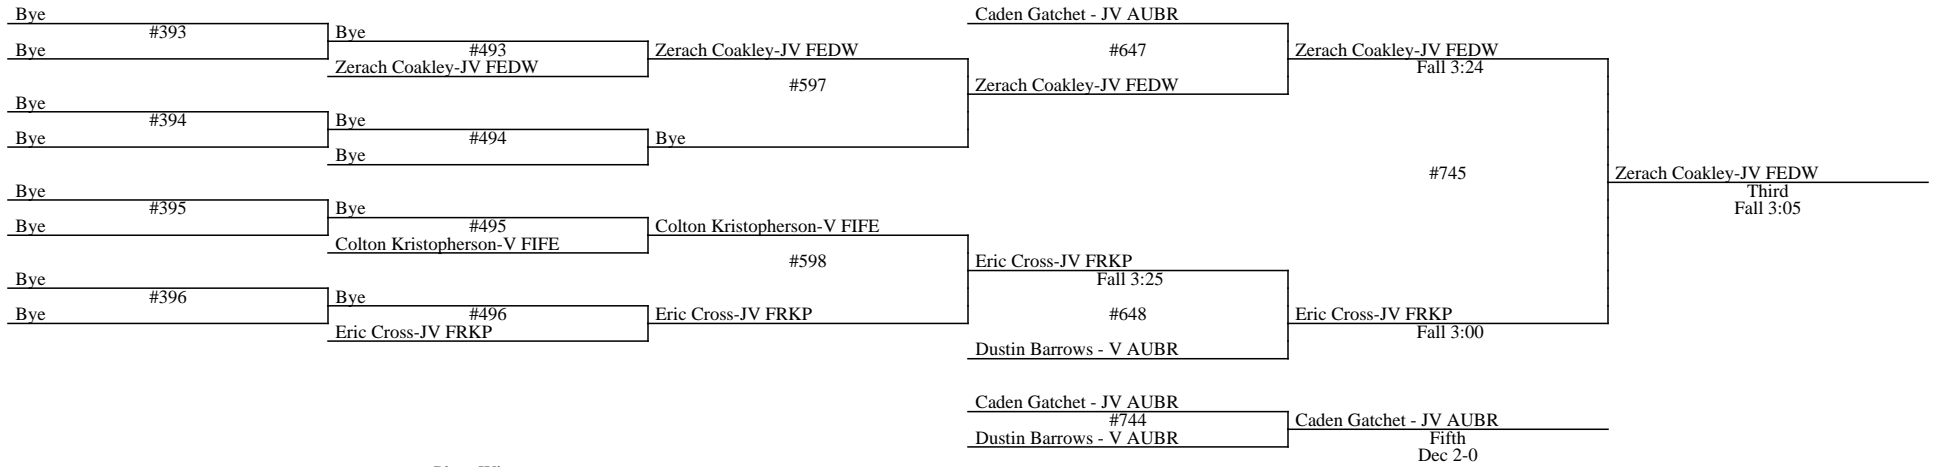 Bye
#393
Bye
Bye
#493
Zerach Coakley-JV FEDW
Zerach Coakley-JV FEDW
#597
Bye
#394
Bye
Bye
#494
Bye
Bye
Caden Gatchet - JV AUBR
#647
Zerach Coakley-JV FEDW
Zerach Coakley-JV FEDW
Fall 3:24
Bye
#395
Bye
Bye
#495
Colton Kristopherson-V FIFE
Colton Kristopherson-V FIFE
#598
Bye
#396
Bye
Bye
#496
Eric Cross-JV FRKP
Eric Cross-JV FRKP
Eric Cross-JV FRKP
Fall 3:25
#648
Dustin Barrows - V AUBR
Eric Cross-JV FRKP
Fall 3:00
#745
Zerach Coakley-JV FEDW
Third
Fall 3:05
Caden Gatchet - JV AUBR
#744
Dustin Barrows - V AUBR
Caden Gatchet - JV AUBR
Fifth
Dec 2-0